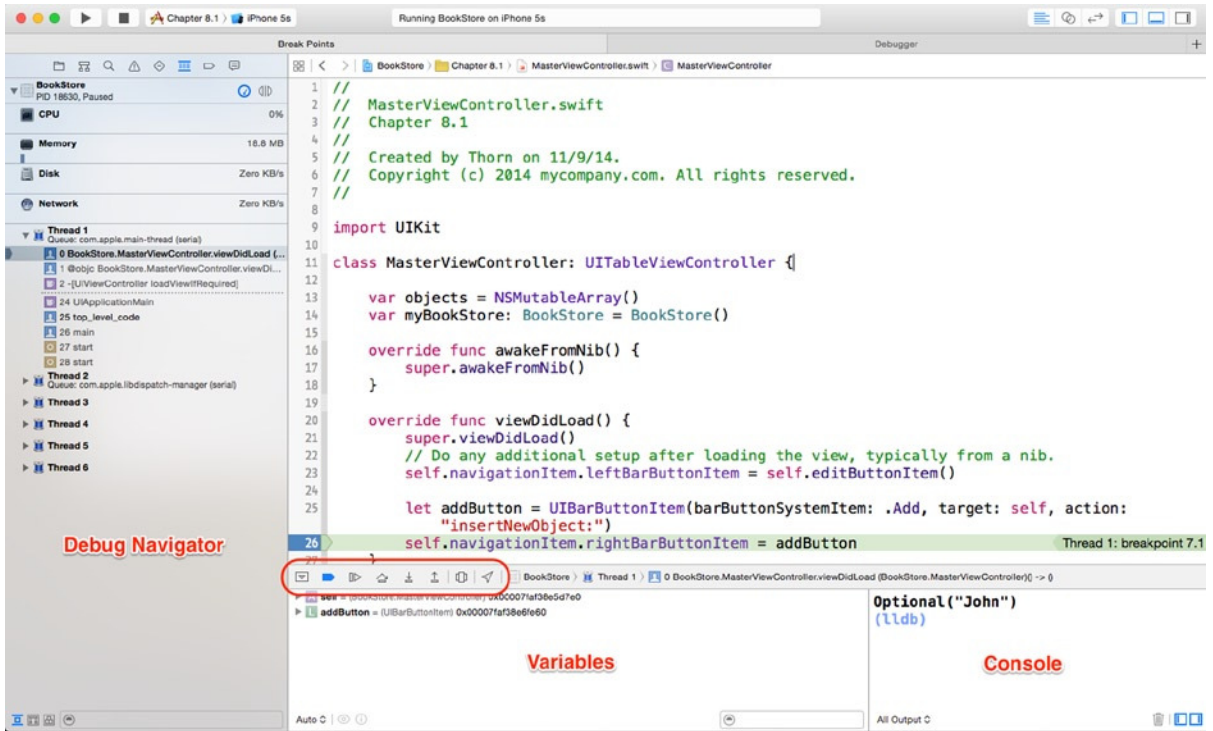 Chapter 8.1 〉 iPhone 5s
Running BookStore on iPhone 5s
Break Points
Debugger
BookStore 〉 Chapter 8.1 〉 MasterViewController.swift 〉 MasterViewController
BookStore
PID 18630, Paused
CPU 0%
Memory 18.8 MB
Disk Zero KB/s
Network Zero KB/s
Thread 1
Queue: com.apple.main-thread (serial)
0 BookStore.MasterViewController.viewDidLoad (...
1 @objc BookStore.MasterViewController.viewDi...
2 -[UIViewController loadViewIfRequired]
24 UIApplicationMain
25 top_level_code
26 main
27 start
28 start
Thread 2
Queue: com.apple.libdispatch-manager (serial)
Thread 3
Thread 4
Thread 5
Thread 6
Debug Navigator
1 //
2 // MasterViewController.swift
3 // Chapter 8.1
4 //
5 // Created by Thorn on 11/9/14.
6 // Copyright (c) 2014 mycompany.com. All rights reserved.
7 //
8
9 import UIKit
10
11 class MasterViewController: UITableViewController {
12
13 var objects = NSMutableArray()
14 var myBookStore: BookStore = BookStore()
15
16 override func awakeFromNib() {
17 super.awakeFromNib()
18 }
19
20 override func viewDidLoad() {
21 super.viewDidLoad()
22 // Do any additional setup after loading the view, typically from a nib.
23 self.navigationItem.leftBarButtonItem = self.editButtonItem()
24
25 let addButton = UIBarButtonItem(barButtonSystemItem: .Add, target: self, action:
"insertNewObject:")
26 self.navigationItem.rightBarButtonItem = addButton Thread 1: breakpoint 7.1
27 }
BookStore 〉 Thread 1 〉 0 BookStore.MasterViewController.viewDidLoad (BookStore.MasterViewController)() -> ()
self = (BookStore.MasterViewController) 0x00007faf38e5d7e0
L addButton = (UIBarButtonItem) 0x00007faf38e6fe60
Variables
Optional("John")
(lldb)
Console
Auto
All Output